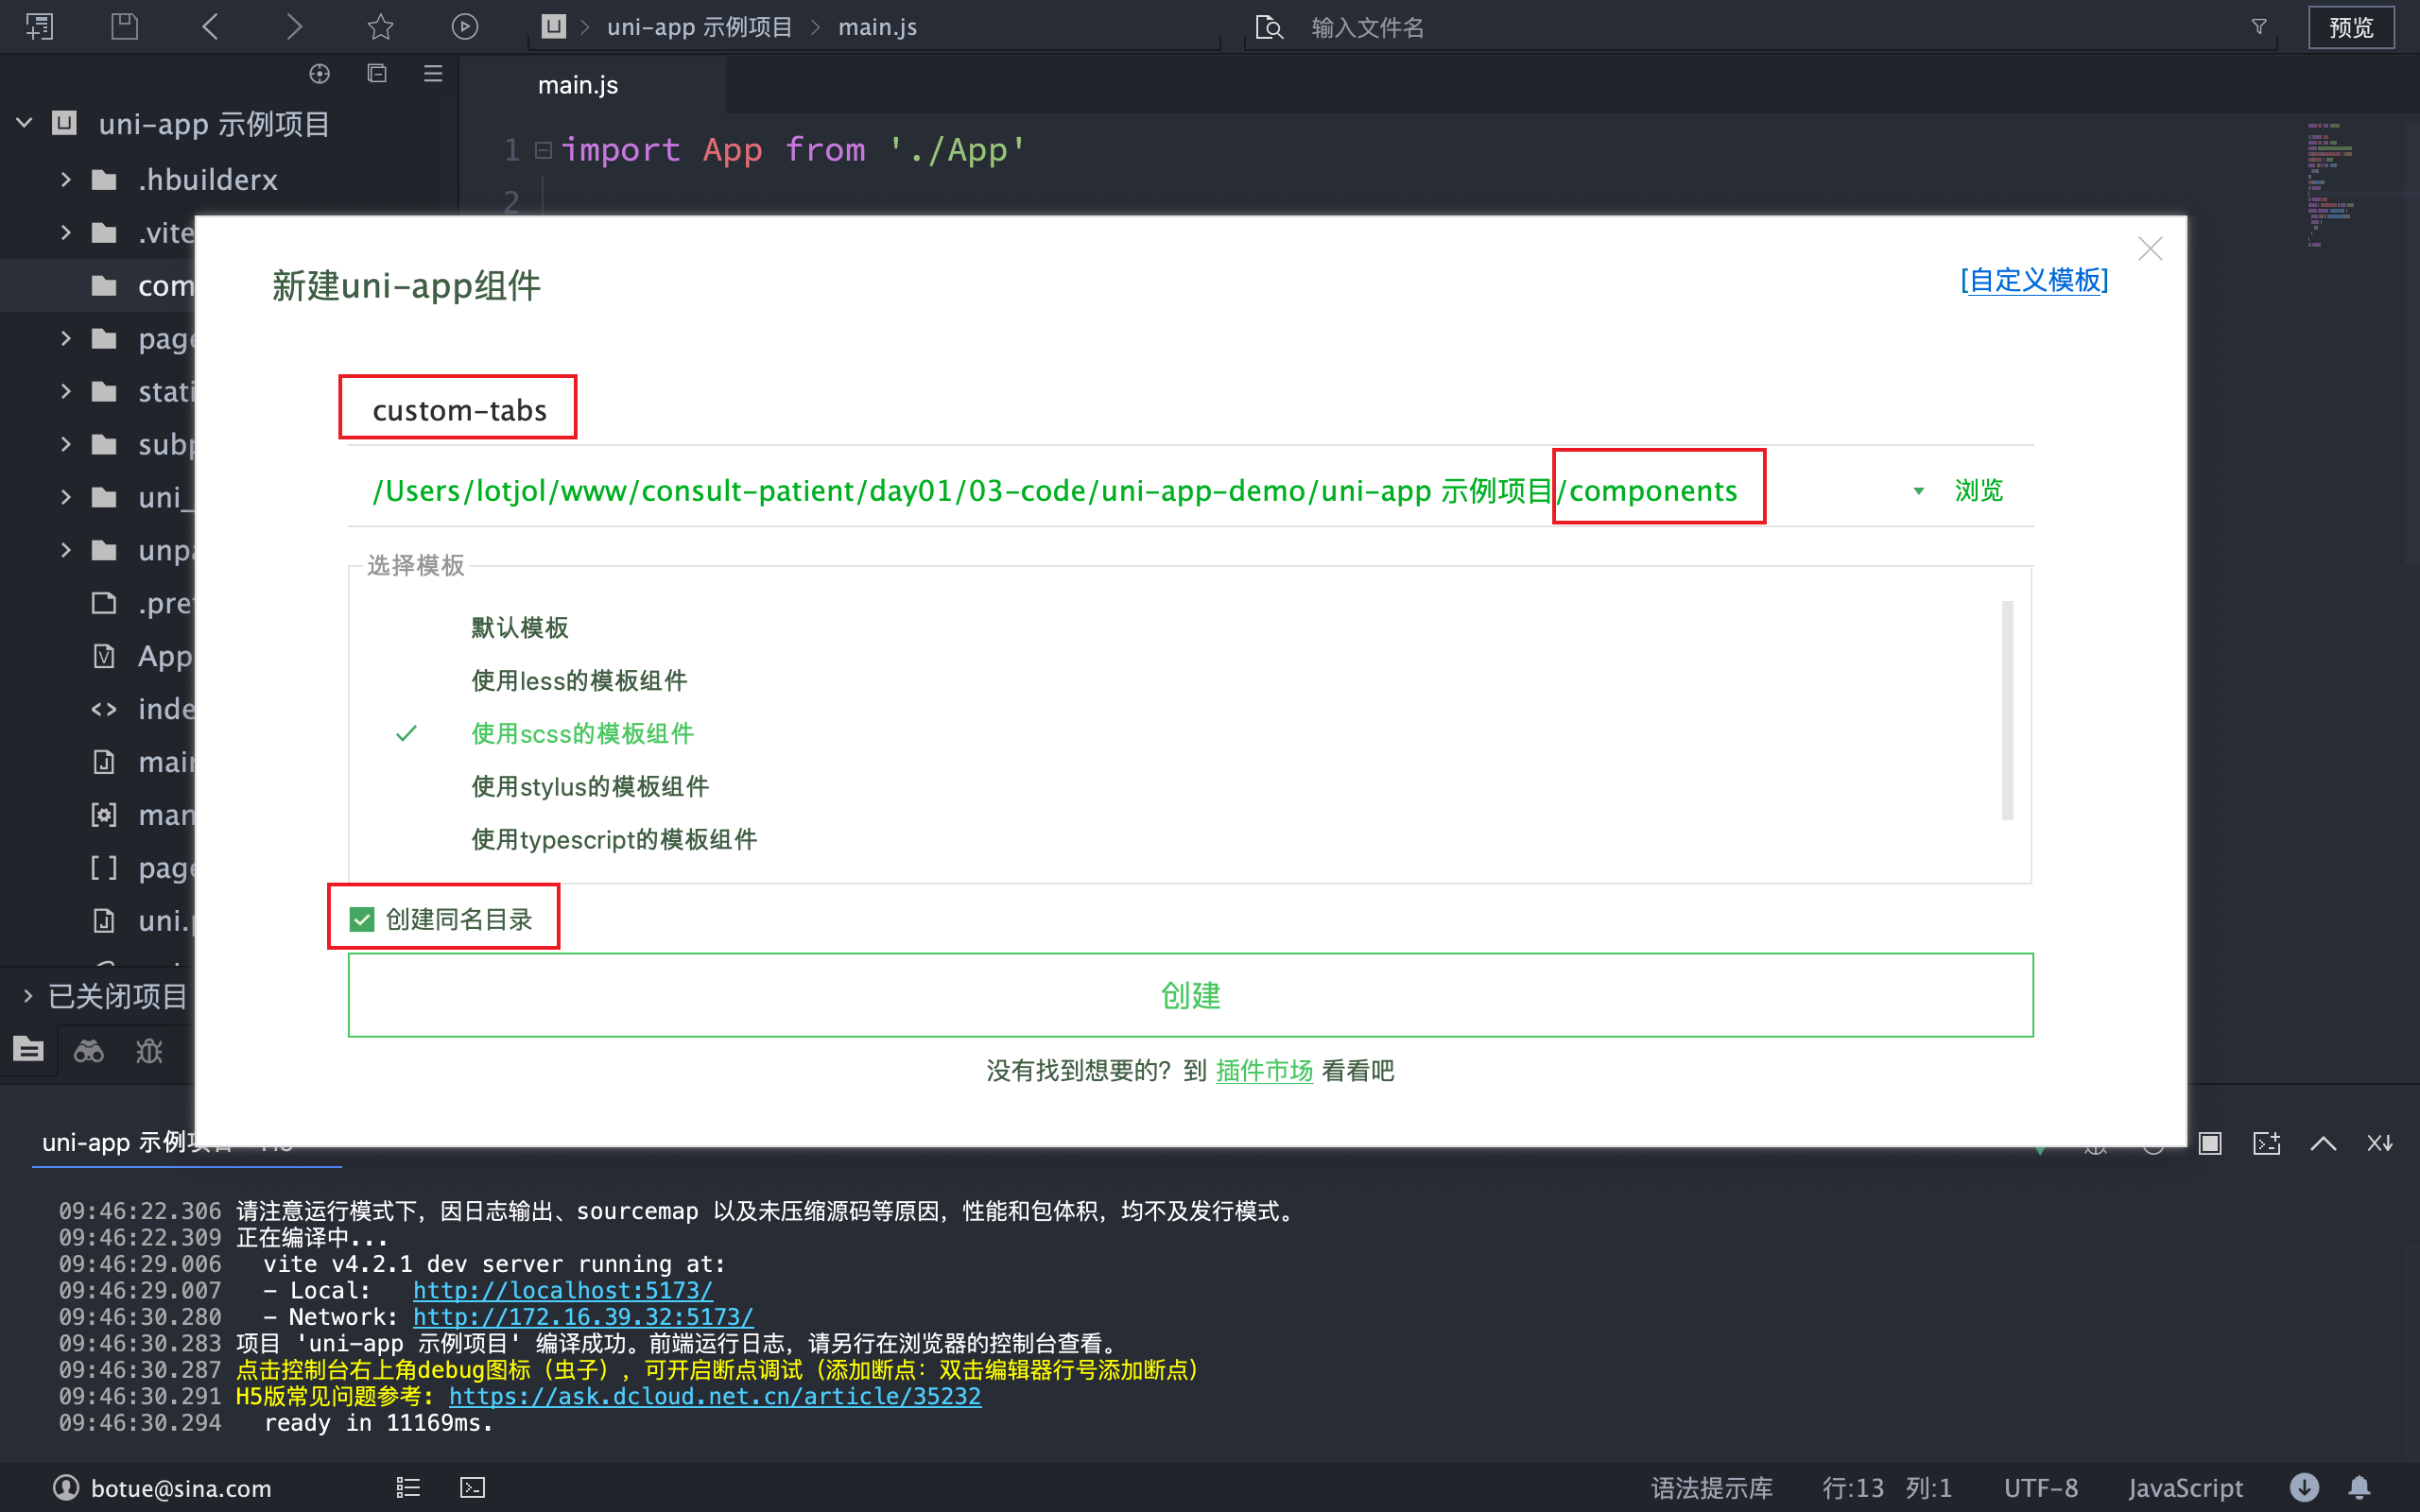 uni-app 示例项目 main.js
输入文件名
预览
main.js
uni-app 示例项目
.hbuilderx
.vite
com
page
stati
subp
uni_
unpa
.pret
App
inde
main
man
page
uni.p
已关闭项目
1 import App from './App'
2
新建uni-app组件
[自定义模板]
custom-tabs
/Users/lotjol/www/consult-patient/day01/03-code/uni-app-demo/uni-app 示例项目/components
浏览
选择模板
默认模板
使用less的模板组件
使用scss的模板组件
使用stylus的模板组件
使用typescript的模板组件
创建同名目录
创建
没有找到想要的? 到 插件市场 看看吧
uni-app 示例项目
09:46:22.306 请注意运行模式下，因日志输出、sourcemap 以及未压缩源码等原因，性能和包体积，均不及发行模式。
09:46:22.309 正在编译中...
09:46:29.006 vite v4.2.1 dev server running at:
09:46:29.007 - Local: http://localhost:5173/
09:46:30.280 - Network: http://172.16.39.32:5173/
09:46:30.283 项目 'uni-app 示例项目' 编译成功。前端运行日志，请另行在浏览器的控制台查看。
09:46:30.287 点击控制台右上角debug图标（虫子），可开启断点调试（添加断点：双击编辑器行号添加断点）
09:46:30.291 H5版常见问题参考: https://ask.dcloud.net.cn/article/35232
09:46:30.294 ready in 11169ms.
botue@sina.com
语法提示库 行:13 列:1 UTF-8 JavaScript